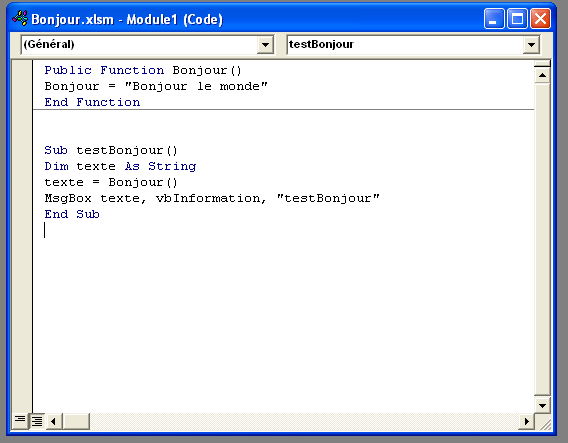 Bonjour.xlsm - Module1 (Code)
(Général) testBonjour
Public Function Bonjour()
Bonjour = "Bonjour le monde"
End Function
Sub testBonjour()
Dim texte As String
texte = Bonjour()
MsgBox texte, vbInformation, "testBonjour"
End Sub